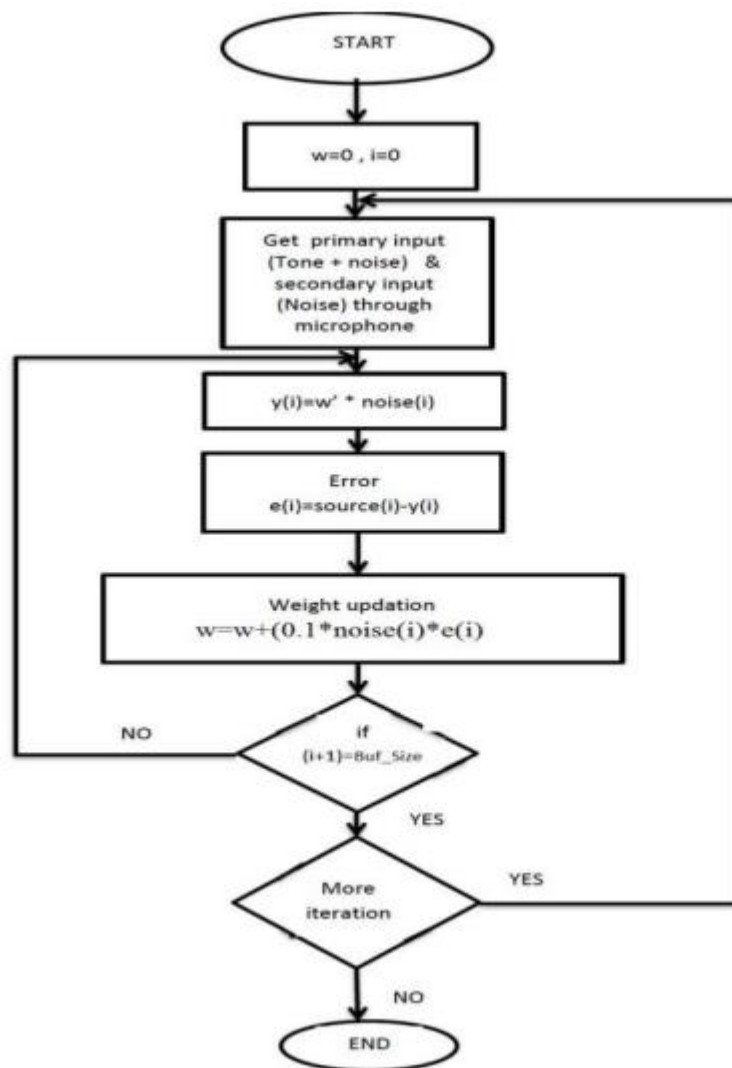 START
w=0 , i=0
Get primary input
(Tone + noise) &
secondary input
(Noise) through
microphone
y(i)=w' * noise(i)
Error
e(i)=source(i)-y(i)
Weight updation
w=w+(0.1*noise(i)*e(i)
if
(i+1)=Buf_Size
NO
YES
More
iteration
YES
NO
END